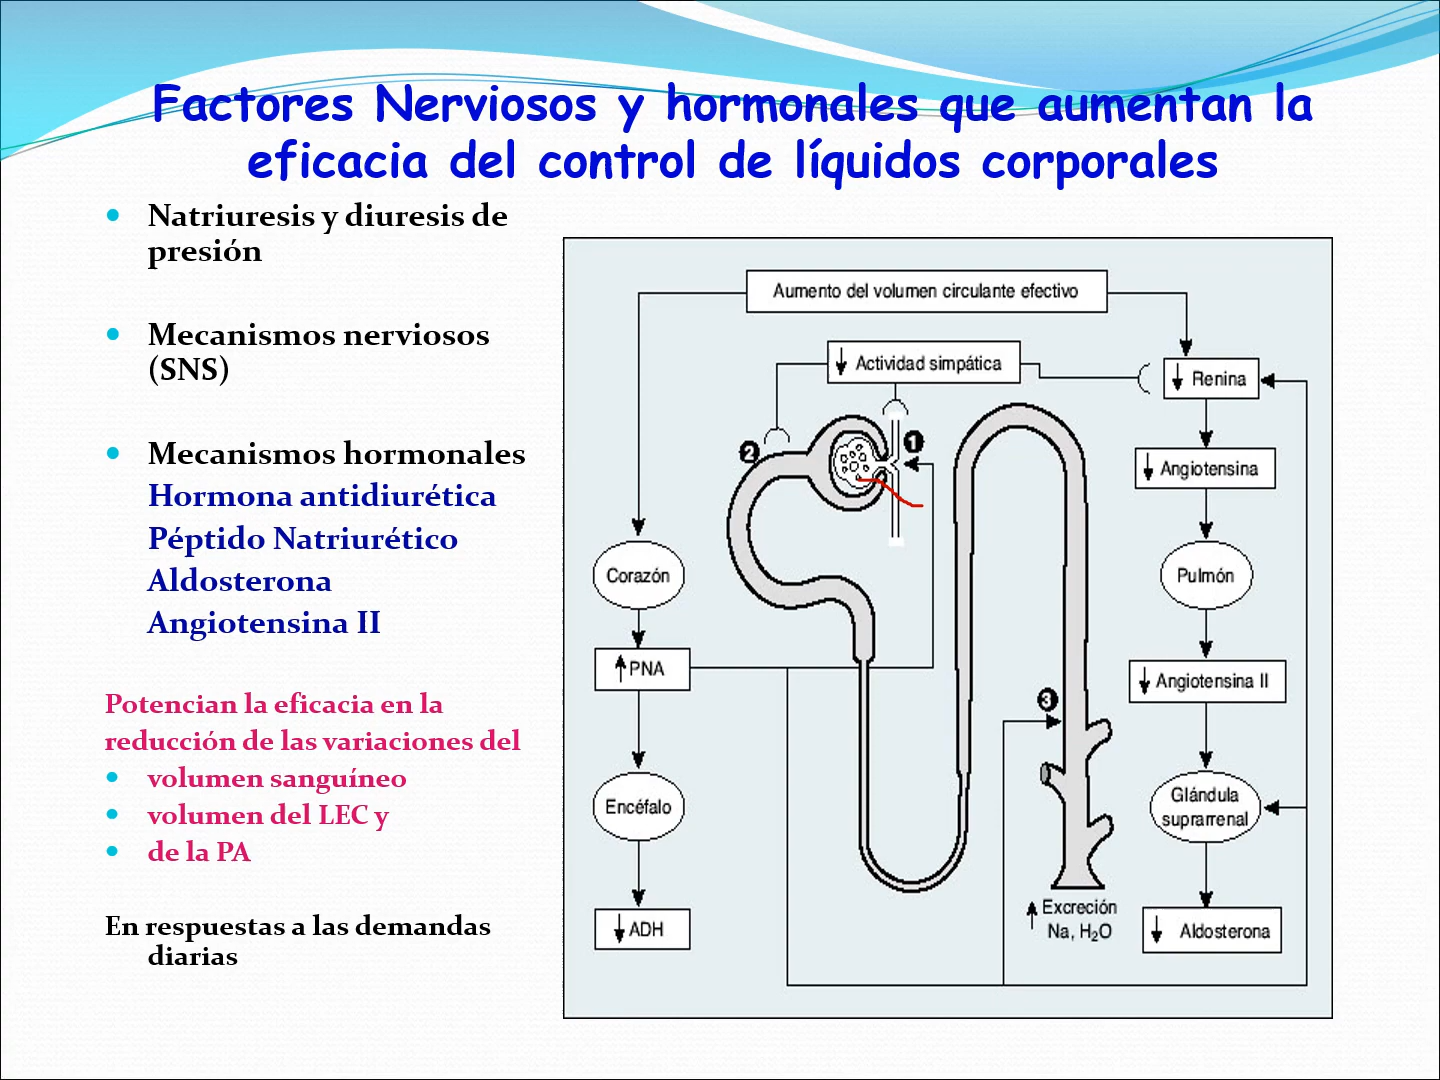 Factores Nerviosos y hormonales que aumentan la
eficacia del control de líquidos corporales
• Natriuresis y diuresis de
presión
• Mecanismos nerviosos
(SNS)
• Mecanismos hormonales
Hormona antidiurética
Péptido Natriurético
Aldosterona
Angiotensina II
Potencian la eficacia en la
reducción de las variaciones del
• volumen sanguíneo
• volumen del LEC y
• de la PA
En respuestas a las demandas
diarias
Aumento del volumen circulante efectivo
↓ Actividad simpática
↓ Renina
1
2
↓ Angiotensina
Corazón
Pulmón
↑ PNA
↓ Angiotensina II
3
Encéfalo
Glándula
suprarrenal
↓ ADH
↑ Excreción
Na, H₂O
↓ Aldosterona